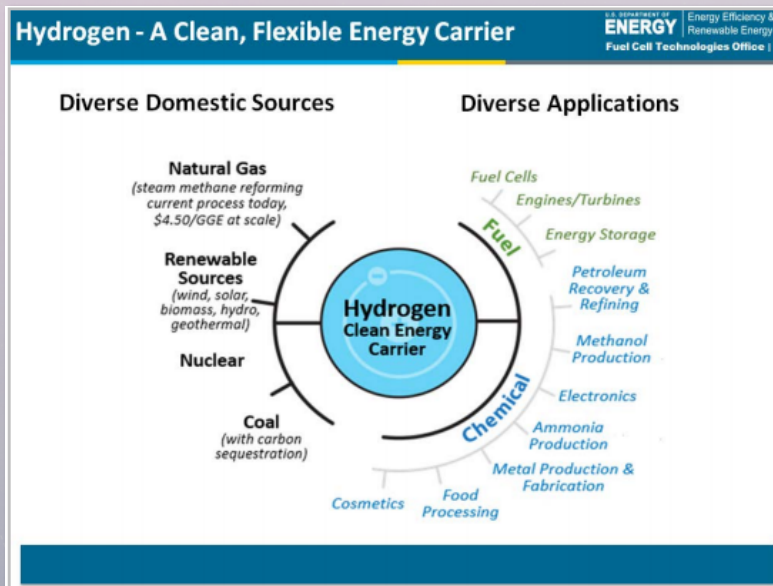 Hydrogen - A Clean, Flexible Energy Carrier
U.S. DEPARTMENT OF
ENERGY
Energy Efficiency &
Renewable Energy
Fuel Cell Technologies Office |
Diverse Domestic Sources
Diverse Applications
Natural Gas
(steam methane reforming
current process today,
$4.50/GGE at scale)
Renewable
Sources
(wind, solar,
biomass, hydro,
geothermal)
Nuclear
Coal
(with carbon
sequestration)
Hydrogen
Clean Energy
Carrier
Fuel
Fuel Cells
Engines/Turbines
Energy Storage
Chemical
Petroleum
Recovery &
Refining
Methanol
Production
Electronics
Ammonia
Production
Metal Production &
Fabrication
Food
Processing
Cosmetics